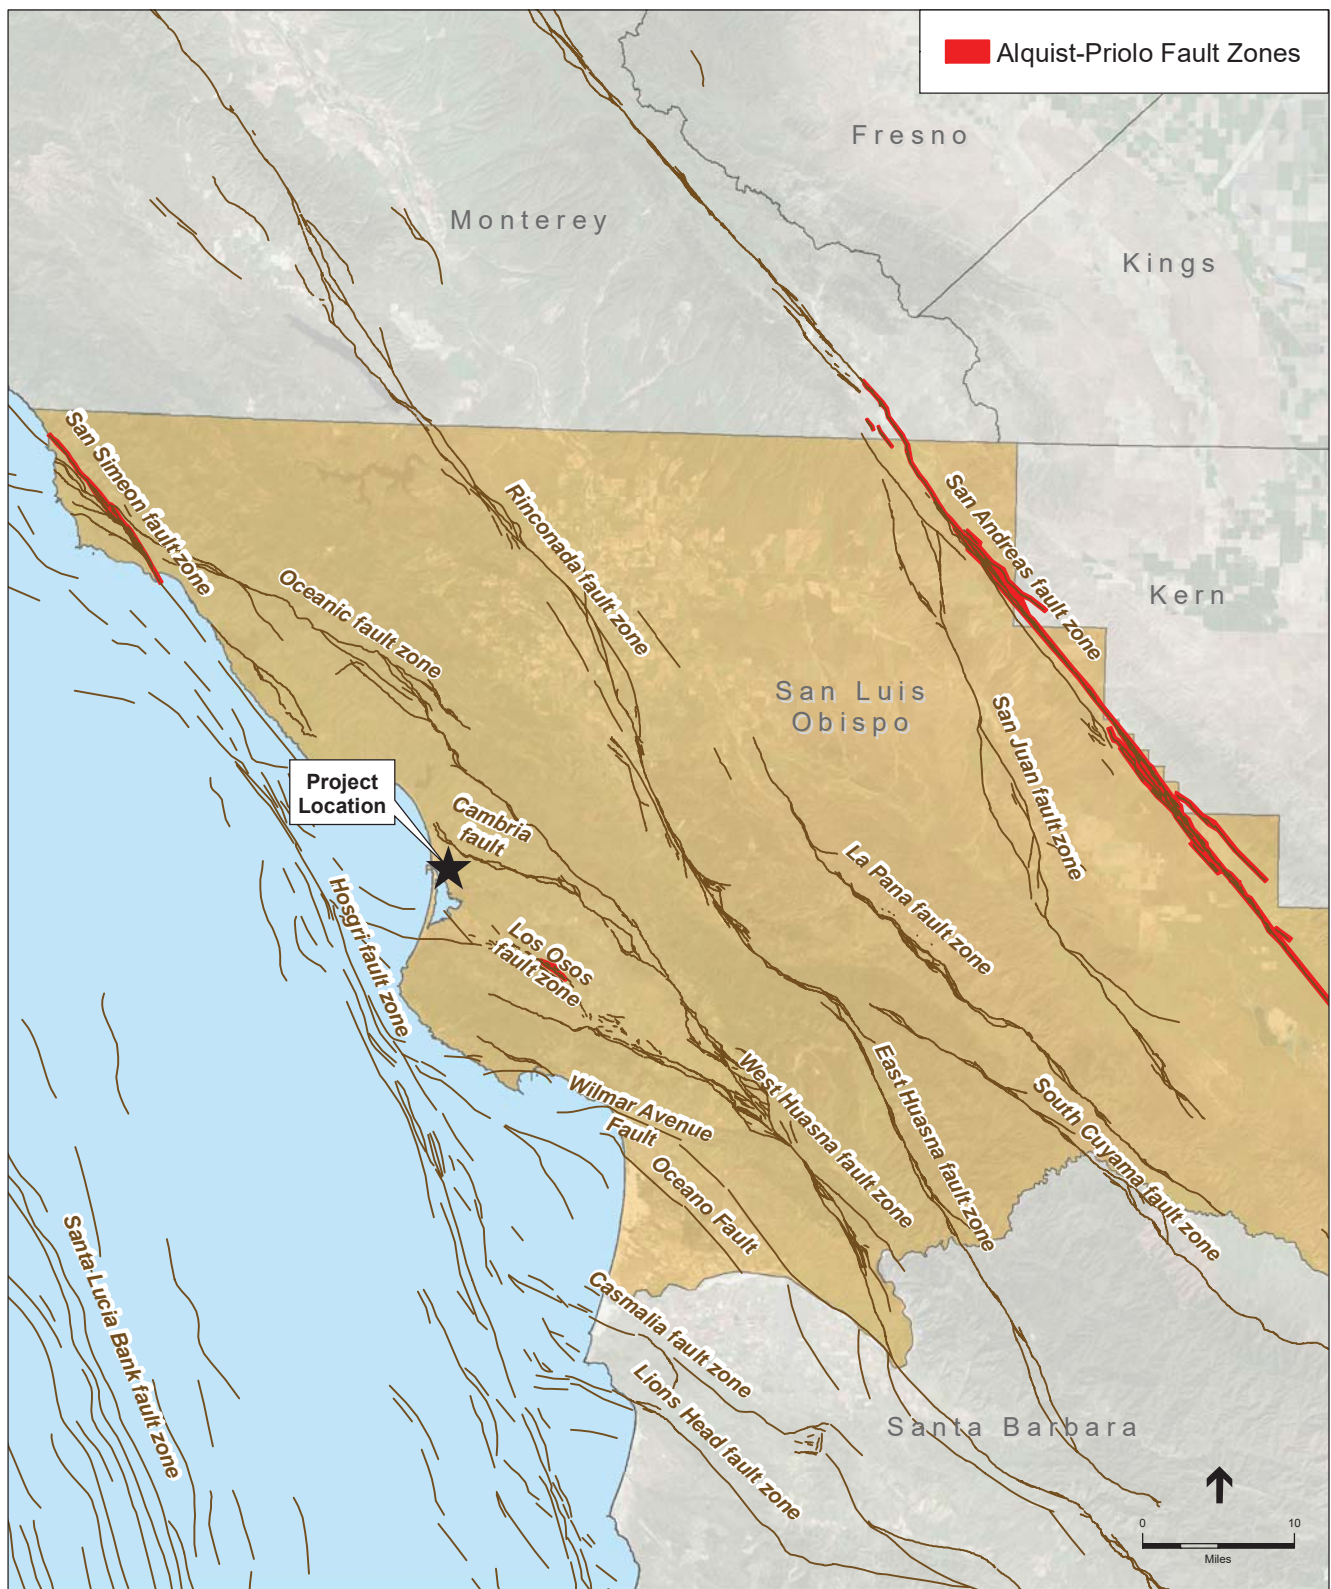 Alquist-Priolo Fault Zones
Fresno
Monterey
Kings
San Simeon fault zone
Rinconada fault zone
San Andreas fault zone
Oceanic fault zone
Kern
San Luis
Obispo
San Juan fault zone
Project
Location
Cambria
fault
La Pana fault zone
Hosgri fault zone
Los Osos
fault zone
West Huasna fault zone
East Huasna fault zone
South Cuyama fault zone
Wilmar Avenue
Fault
Oceano Fault
Santa Lucia Bank fault zone
Casmalia fault zone
Lions Head fault zone
Santa Barbara
0
10
Miles